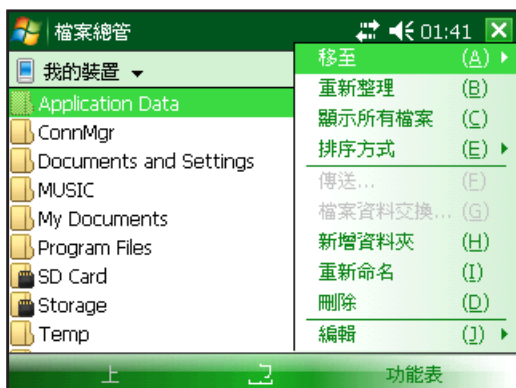 檔案總管 01:41
我的裝置
Application Data
ConnMgr
Documents and Settings
MUSIC
My Documents
Program Files
SD Card
Storage
Temp
移至 (A)
重新整理 (B)
顯示所有檔案 (C)
排序方式 (E)
傳送... (F)
檔案資料交換... (G)
新增資料夾 (H)
重新命名 (I)
刪除 (D)
編輯 (J)
上 功能表